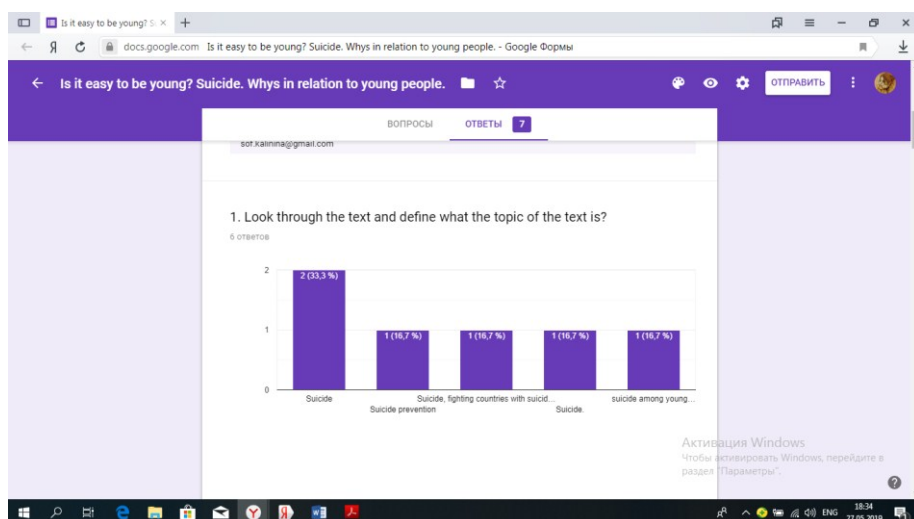 Is it easy to be young? S
docs.google.com Is it easy to be young? Suicide. Whys in relation to young people. - Google Формы
Is it easy to be young? Suicide. Whys in relation to young people.
ОТПРАВИТЬ
ВОПРОСЫ ОТВЕТЫ 7
sof.kalinina@gmail.com
1. Look through the text and define what the topic of the text is?
6 ответов
2
2 (33,3 %)
1
1 (16,7 %) 1 (16,7 %) 1 (16,7 %) 1 (16,7 %)
0
Suicide Suicide, fighting countries with suicid... suicide among young...
Suicide prevention Suicide.
Активация Windows
Чтобы активировать Windows, перейдите в
раздел "Параметры".
ENG 18:34
27.05.2019